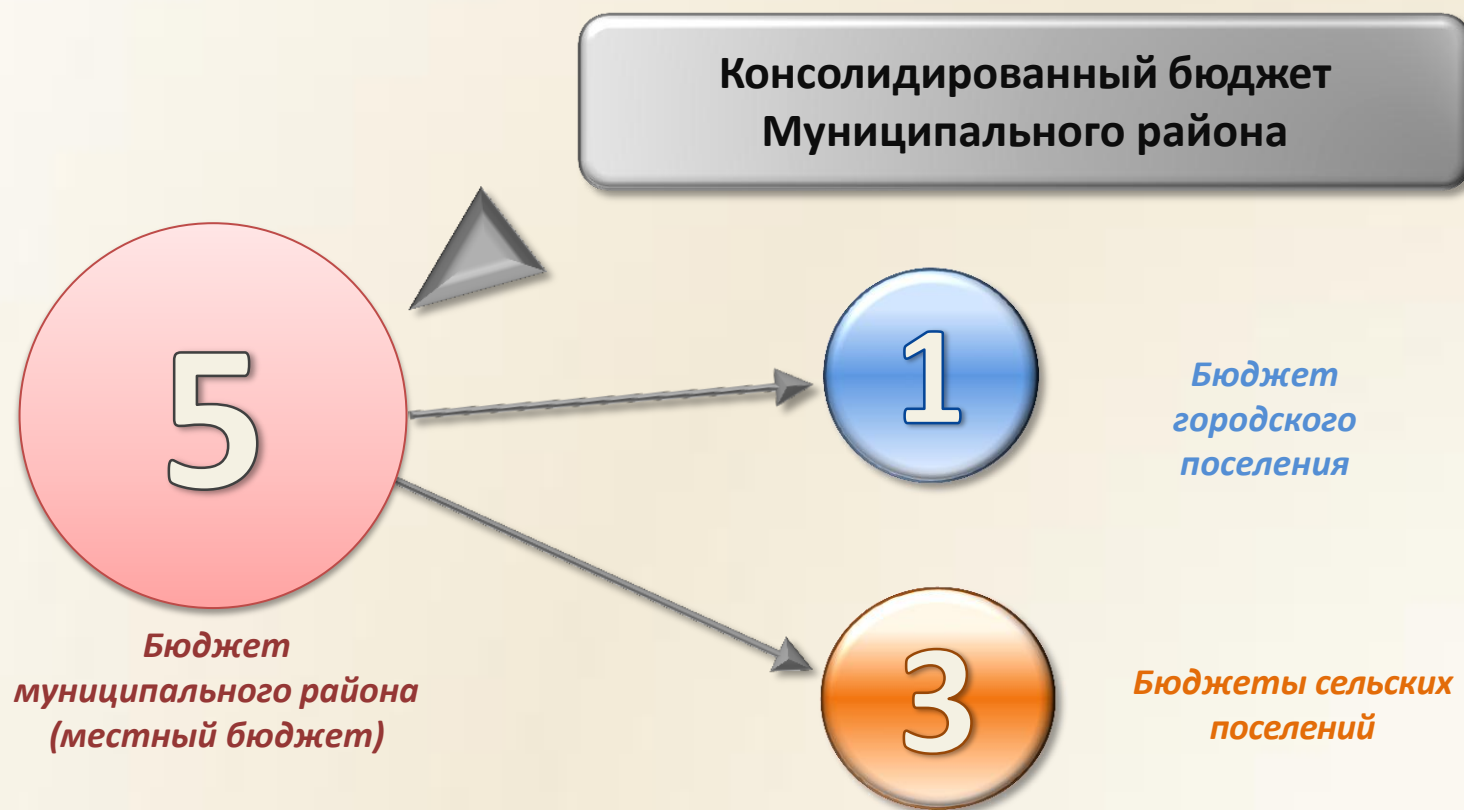 Консолидированный бюджет
Муниципального района
5
Бюджет
муниципального района
(местный бюджет)
1
Бюджет
городского
поселения
3
Бюджеты сельских
поселений